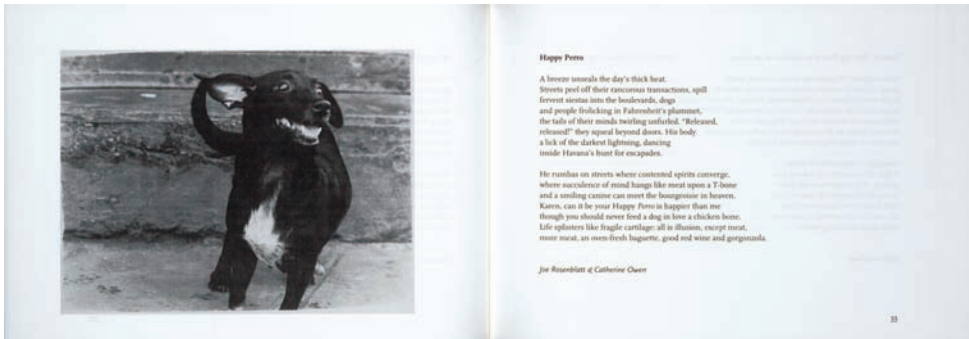 Happy Perro
A breeze unseals the day's thick heat.
Streets peel off their rancorous transactions, spill
fervent siestas into the boulevards, dogs
and people frolicking in Fahrenheit's plummet,
the tails of their minds twirling unfurled. "Released,
released!" they squeal beyond doors. His body
a lick of the darkest lightning, dancing
inside Havana's hunt for escapades.
He rumbas on streets where contented spirits converge,
where succulence of mind hangs like meat upon a T-bone
and a smiling canine can meet the bourgeoisie in heaven.
Karen, can it be your Happy Perro is happier than me
though you should never feed a dog in love a chicken bone.
Life splinters like fragile cartilage: all is illusion, except meat,
more meat, an oven-fresh baguette, good red wine and gorgonzola.
Joe Rosenblatt & Catherine Owen
33